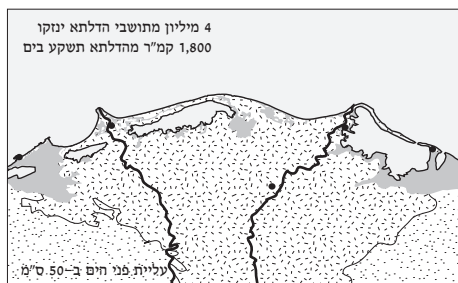 4 מיליון מתושבי הדלתא ינזקו
1,800 קמ"ר מהדלתא תשקע בים
עליית פני הים ב–50 ס"מ